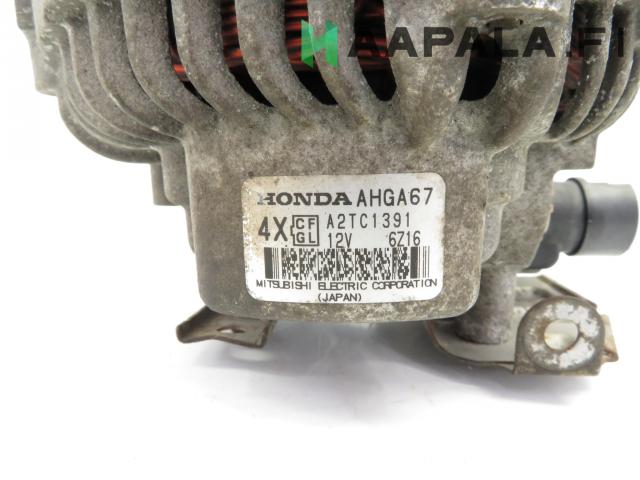 HAAPALA.FI
HONDA AHGA67
4X CF GL A2TC1391
12V 6Z16
MITSUBISHI ELECTRIC CORPORATION
(JAPAN)